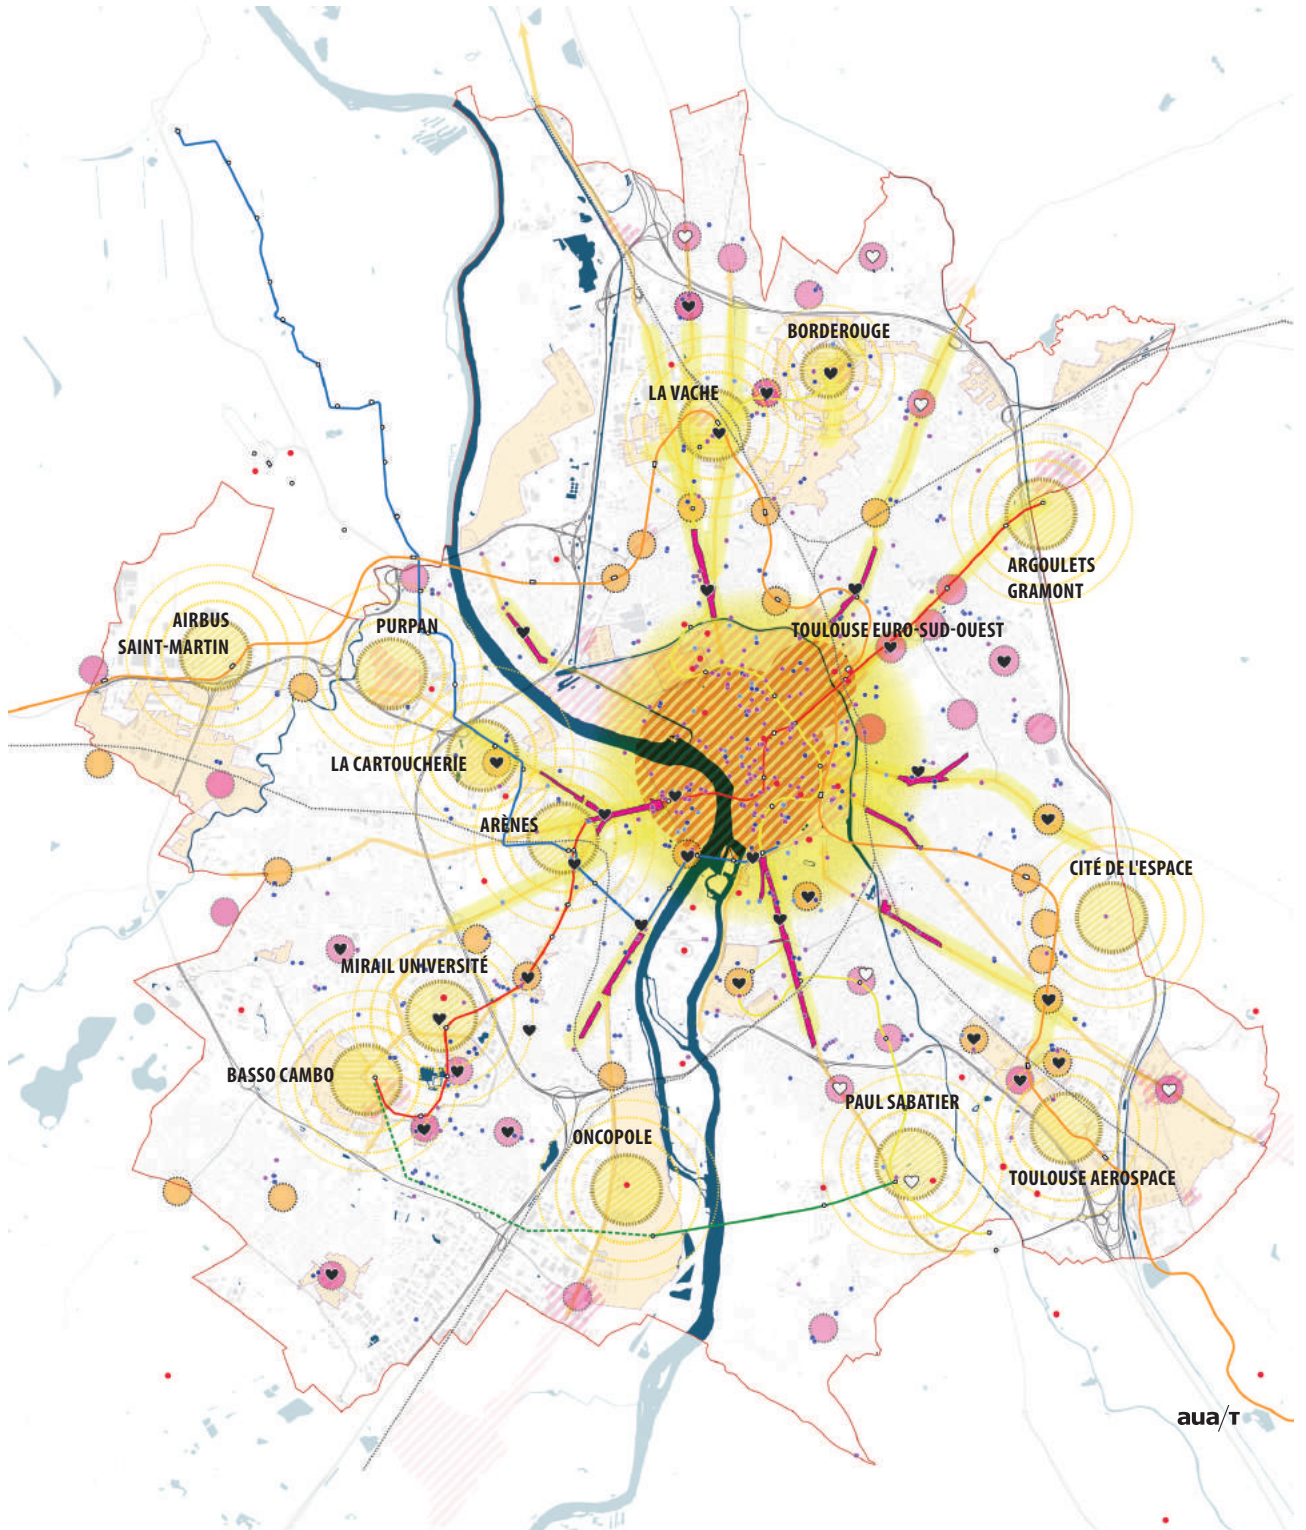 BORDEROUGE
LA VACHE
ARGOULETS
GRAMONT
AIRBUS
SAINT-MARTIN
PURPAN
TOULOUSE EURO-SUD-OUEST
LA CARTOUCHERIE
ARÈNES
CITÉ DE L'ESPACE
MIRAIL UNIVERSITÉ
BASSO CAMBO
PAUL SABATIER
ONCOPOLE
TOULOUSE AEROSPACE
aua/T